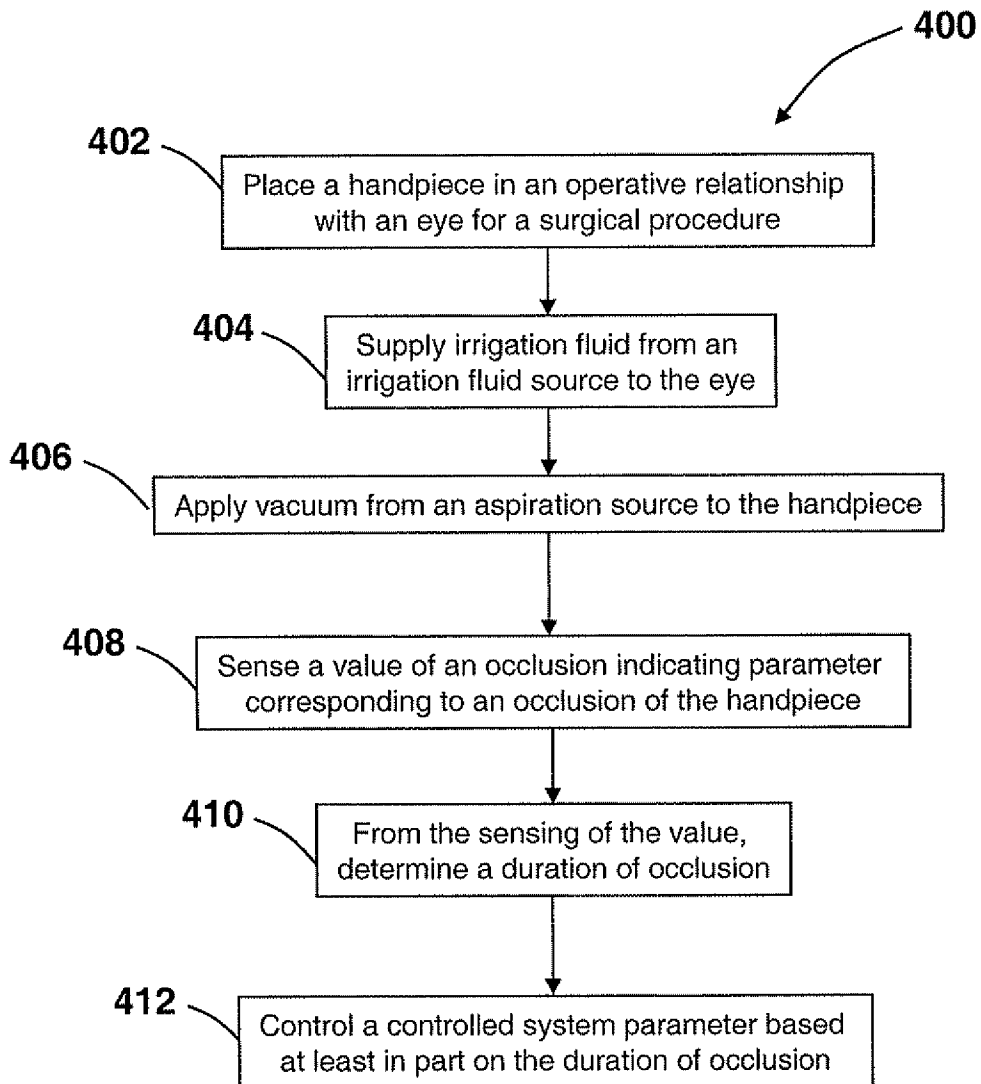 400
402
Place a handpiece in an operative relationship
with an eye for a surgical procedure
404
Supply irrigation fluid from an
irrigation fluid source to the eye
406
Apply vacuum from an aspiration source to the handpiece
408
Sense a value of an occlusion indicating parameter
corresponding to an occlusion of the handpiece
410
From the sensing of the value,
determine a duration of occlusion
412
Control a controlled system parameter based
at least in part on the duration of occlusion